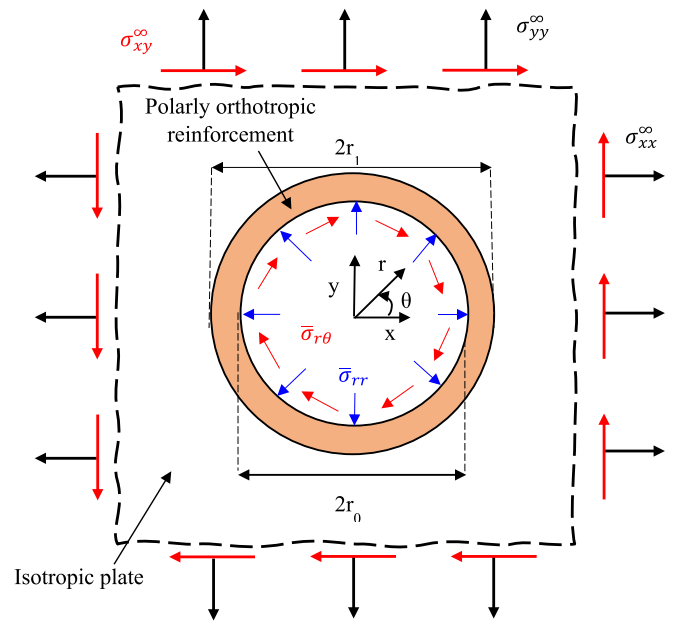 σ∞xy
σ∞yy
Polarly orthotropic
reinforcement
σ∞xx
2r1
r
y
θ
x
σ̅rθ
σ̅rr
2r0
Isotropic plate